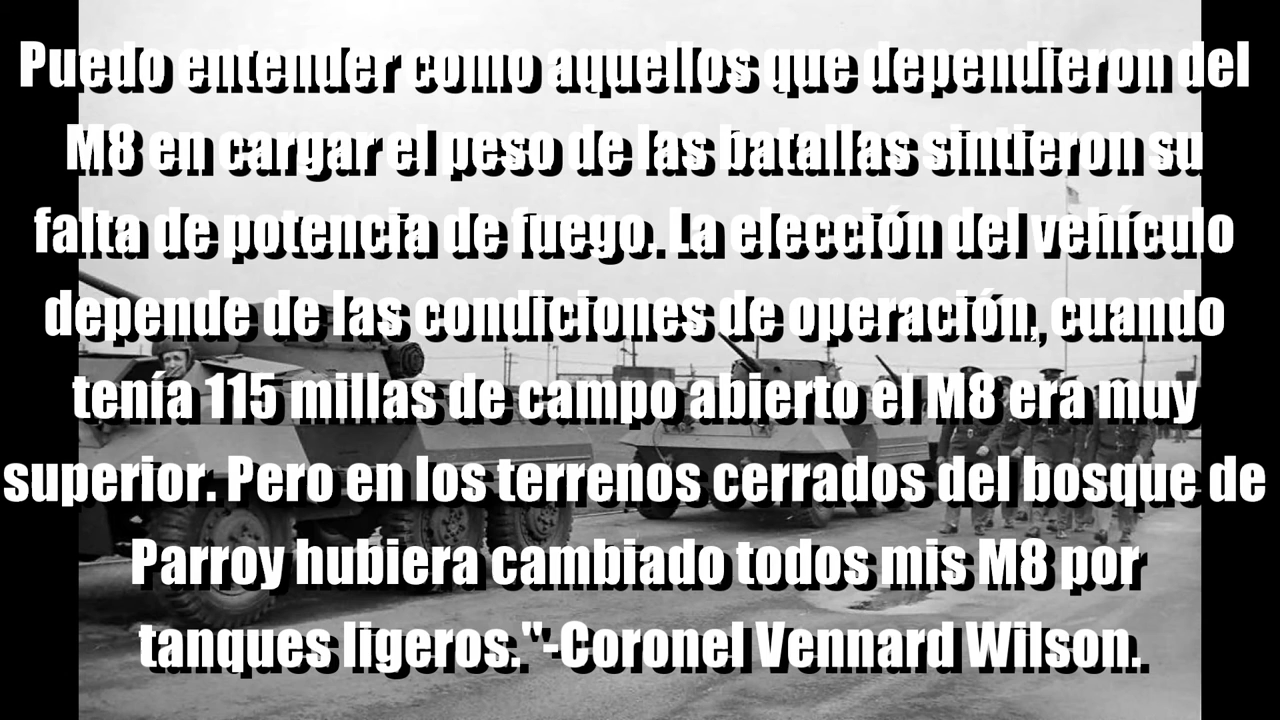 Puedo entender como aquellos que dependieron del
M8 en cargar el peso de las batallas sintieron su
falta de potencia de fuego. La elección del vehículo
depende de las condiciones de operación, cuando
tenía 115 millas de campo abierto el M8 era muy
superior. Pero en los terrenos cerrados del bosque de
Parroy hubiera cambiado todos mis M8 por
tanques ligeros."-Coronel Vennard Wilson.